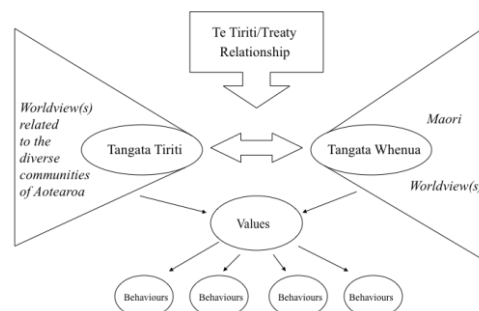 Te Tiriti/Treaty
Relationship
Worldview(s)
related
to the
diverse
communities
of Aotearoa
Tangata Tiriti
Tangata Whenua
Maori
Worldview(s)
Values
Behaviours
Behaviours
Behaviours
Behaviours